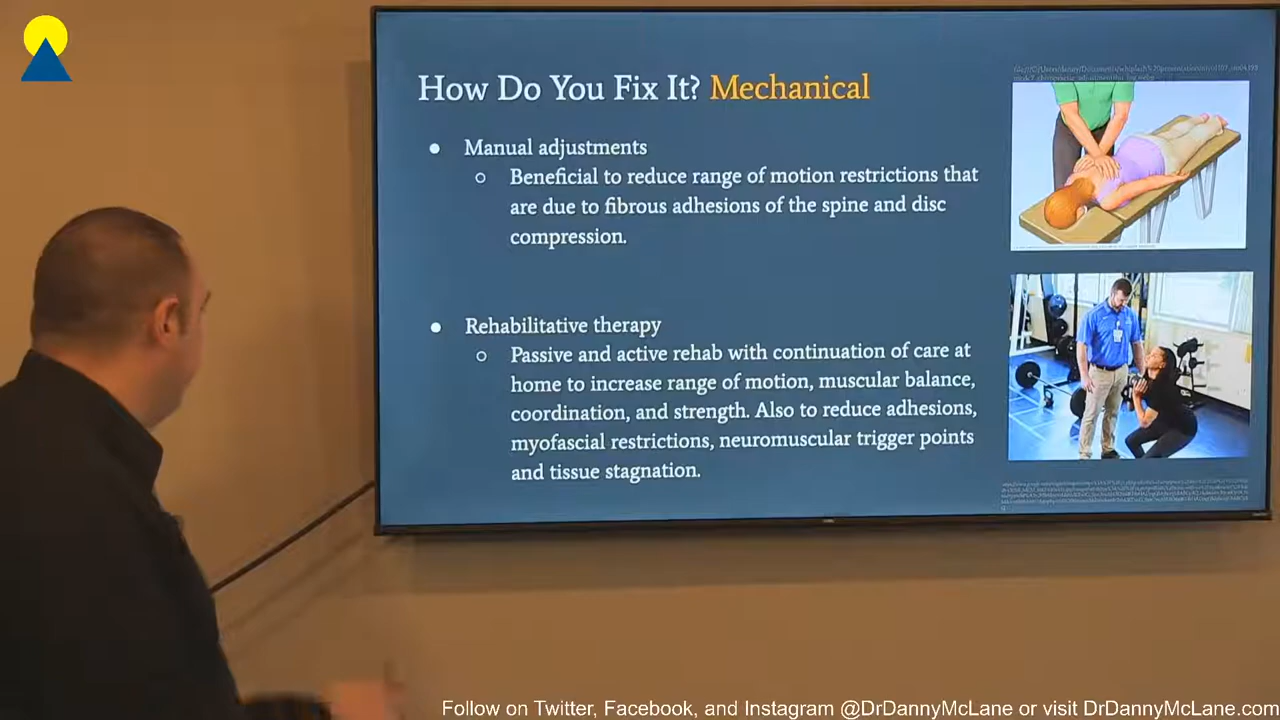 How Do You Fix It? Mechanical
● Manual adjustments
○ Beneficial to reduce range of motion restrictions that
are due to fibrous adhesions of the spine and disc
compression.
● Rehabilitative therapy
○ Passive and active rehab with continuation of care at
home to increase range of motion, muscular balance,
coordination, and strength. Also to reduce adhesions,
myofascial restrictions, neuromuscular trigger points
and tissue stagnation.
Follow on Twitter, Facebook, and Instagram @DrDannyMcLane or visit DrDannyMcLane.com